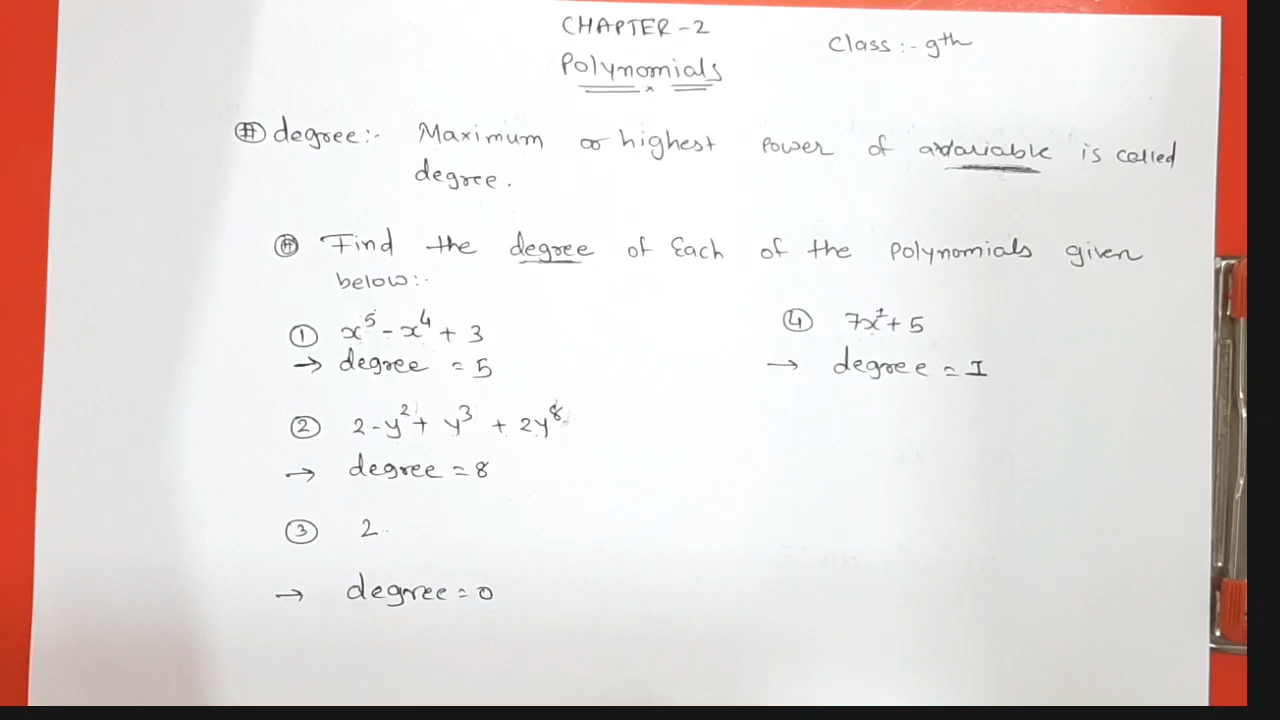 CHAPTER-2
Class:- 9th
Polynomials
# degree:- Maximum or highest power of a variable is called
degree.
# Find the degree of Each of the polynomials given
below:-
① x⁵ - x⁴ + 3
→ degree = 5
② 2 - y² + y³ + 2y⁸
→ degree = 8
③ 2
→ degree = 0
④ 7x¹ + 5
→ degree = 1